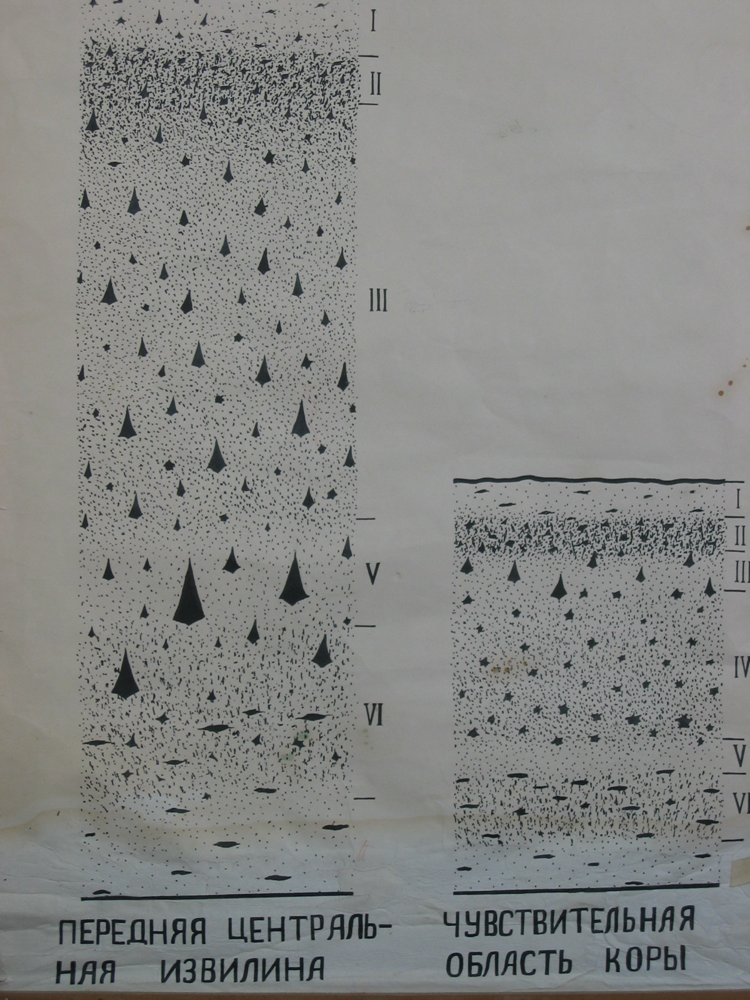 I
II
III
V
VI
I
II
III
IV
V
VI
ПЕРЕДНЯЯ ЦЕНТРАЛЬ-
НАЯ ИЗВИЛИНА
ЧУВСТВИТЕЛЬНАЯ
ОБЛАСТЬ КОРЫ